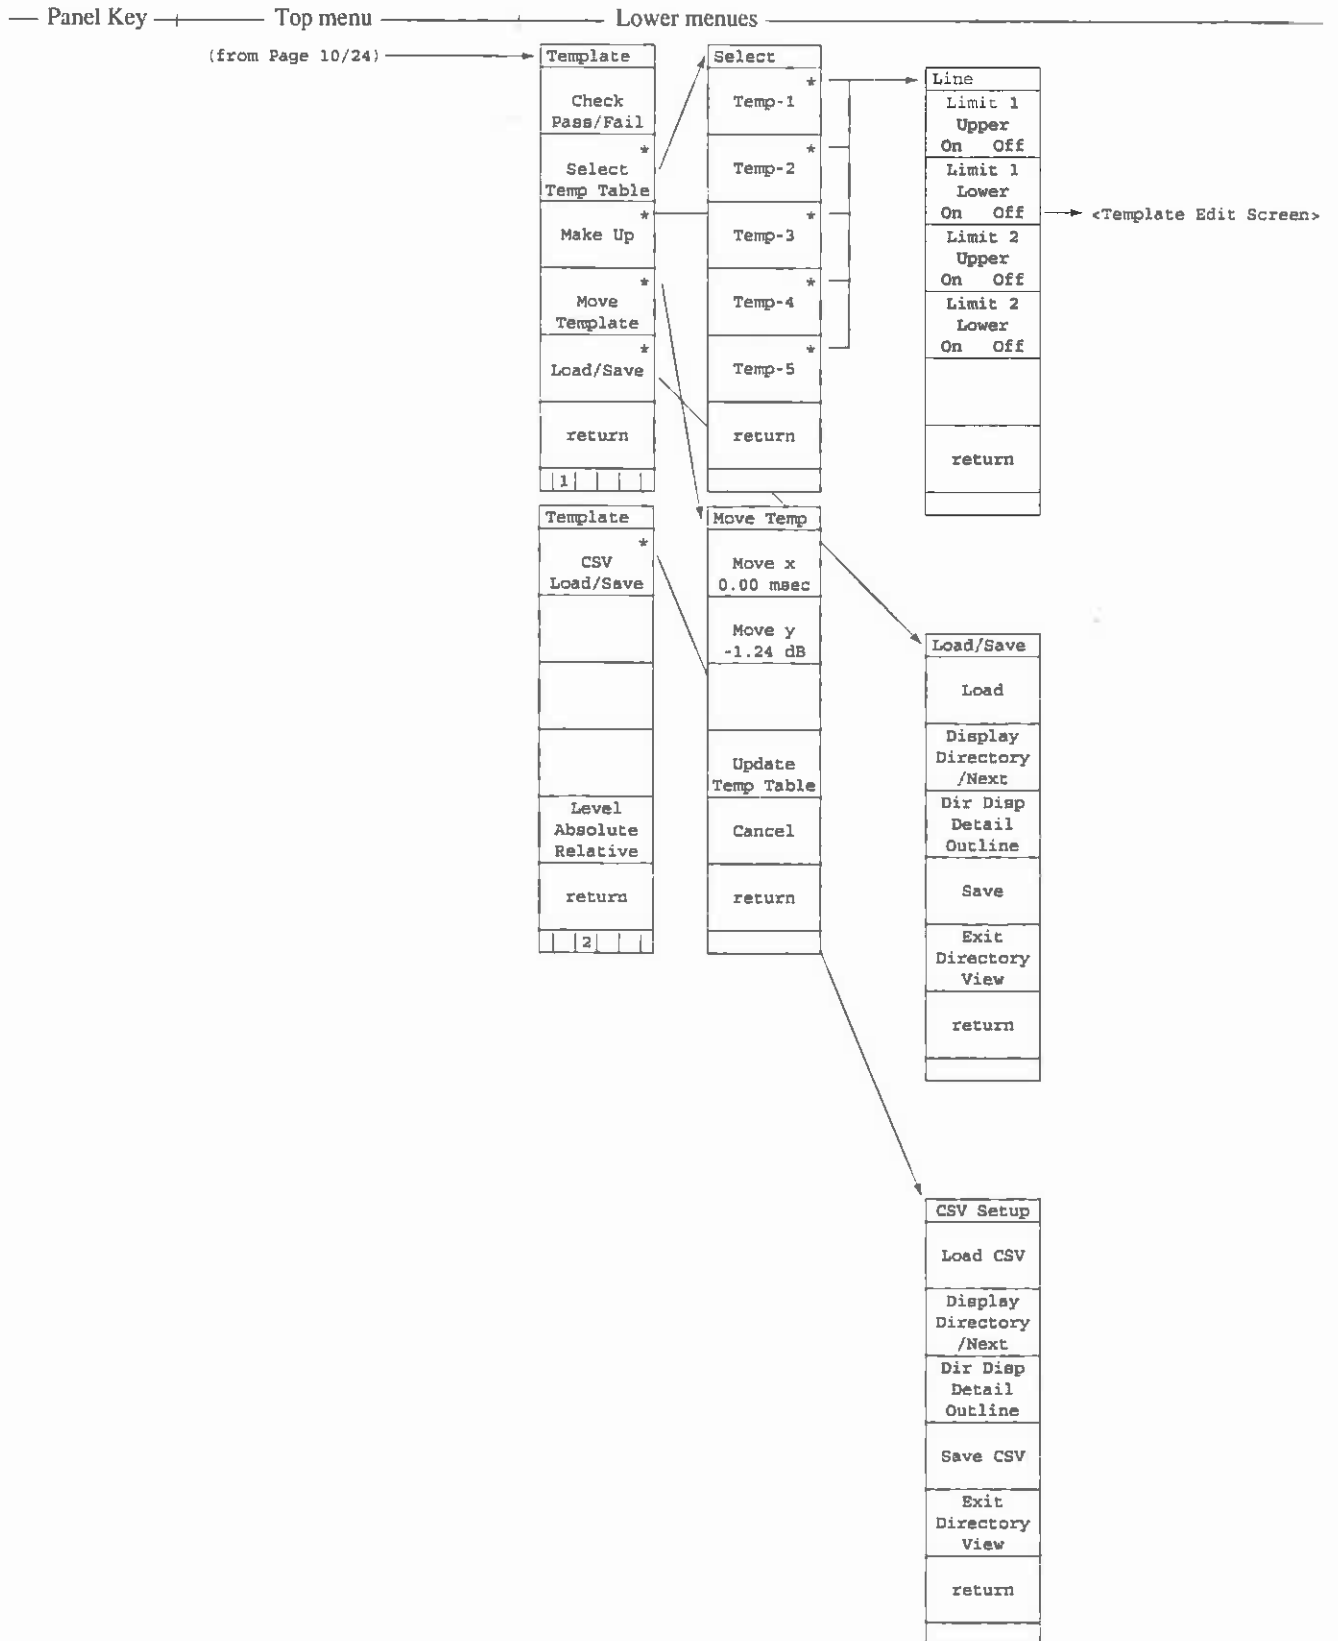 Panel Key Top menu Lower menues
(from Page 10/24)
Template
Check
Pass/Fail
*
Select
Temp Table
*
Make Up
*
Move
Template
*
Load/Save
return
1
Select
*
Temp-1
*
Temp-2
*
Temp-3
*
Temp-4
*
Temp-5
return
Line
Limit 1
Upper
On Off
Limit 1
Lower
On Off
Limit 2
Upper
On Off
Limit 2
Lower
On Off
return
<Template Edit Screen>
Template
*
CSV
Load/Save
Level
Absolute
Relative
return
2
Move Temp
Move x
0.00 msec
Move y
-1.24 dB
Update
Temp Table
Cancel
return
Load/Save
Load
Display
Directory
/Next
Dir Disp
Detail
Outline
Save
Exit
Directory
View
return
CSV Setup
Load CSV
Display
Directory
/Next
Dir Disp
Detail
Outline
Save CSV
Exit
Directory
View
return